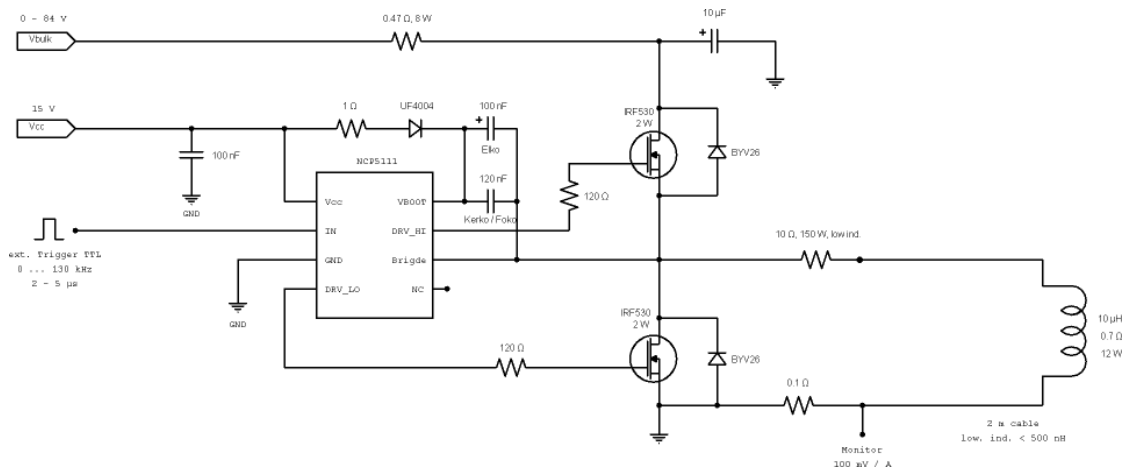 0 - 84 V
Vbulk
0.47 Ω, 8 W
10 µF
+
15 V
Vcc
1 Ω
UF4004
100 nF
+
Elko
100 nF
GND
NCP5111
120 nF
Kerko / Foko
IRF530
2 W
BYV26
120 Ω
Vcc
VBOOT
IN
DRV_HI
GND
Brigde
DRV_LO
NC
ext. Trigger TTL
0 ... 130 kHz
2 - 5 µs
GND
10 Ω, 150 W, low ind.
IRF530
2 W
BYV26
120 Ω
10 µH
0.7 Ω
12 W
0.1 Ω
2 m cable
low. ind. < 500 nH
Monitor
100 mV / A